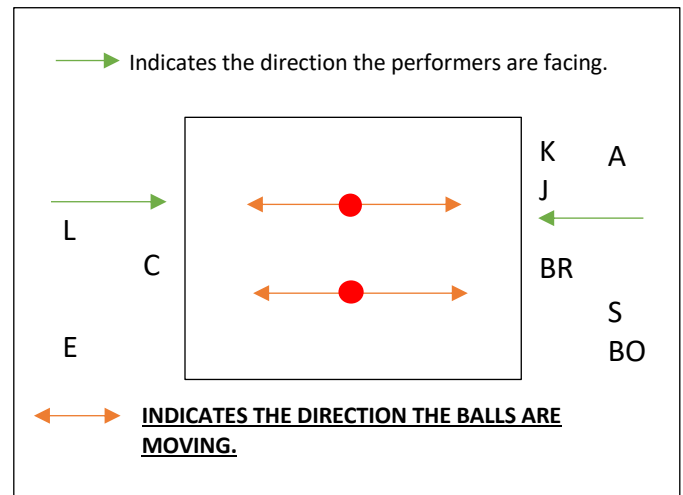 Indicates the direction the performers are facing.
K A
J
L
C BR
S
E BO
INDICATES THE DIRECTION THE BALLS ARE
MOVING.